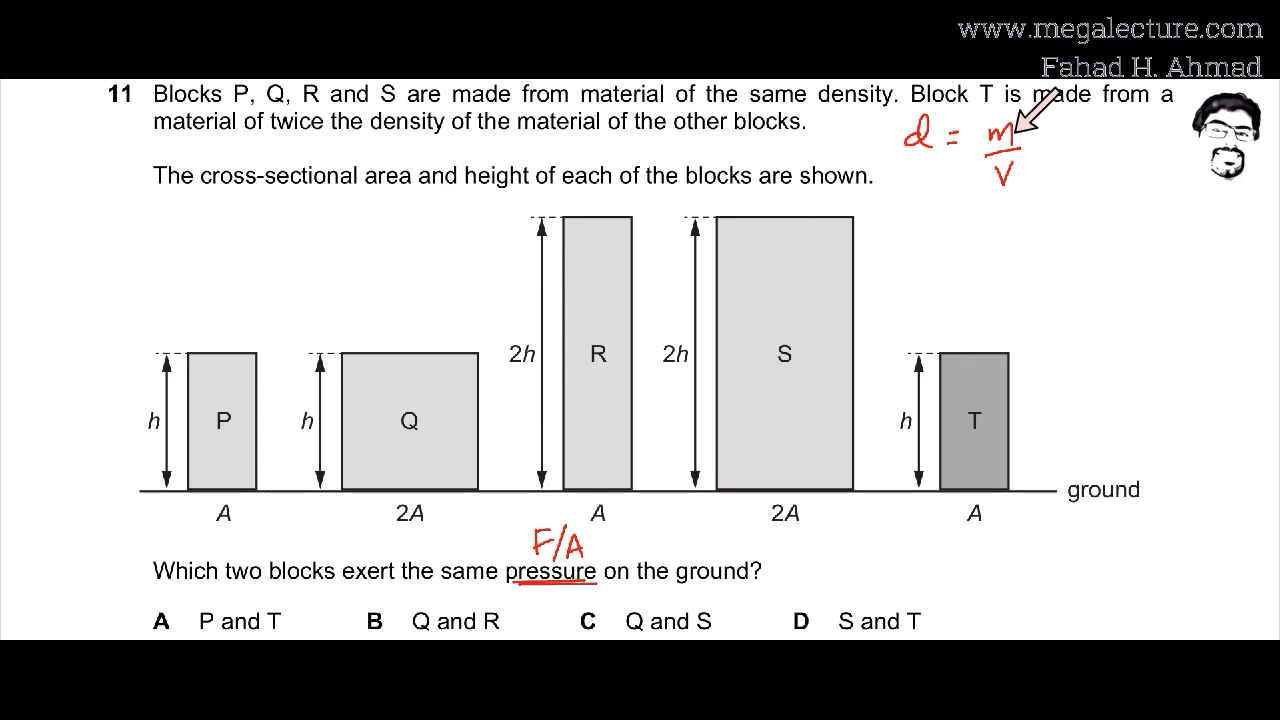 www.megalecture.com
Fahad H. Ahmad
11 Blocks P, Q, R and S are made from material of the same density. Block T is made from a
material of twice the density of the material of the other blocks.
d = m/V
The cross-sectional area and height of each of the blocks are shown.
2h R 2h S
h P h Q h T
ground
A 2A A 2A A
F/A
Which two blocks exert the same pressure on the ground?
A P and T B Q and R C Q and S D S and T